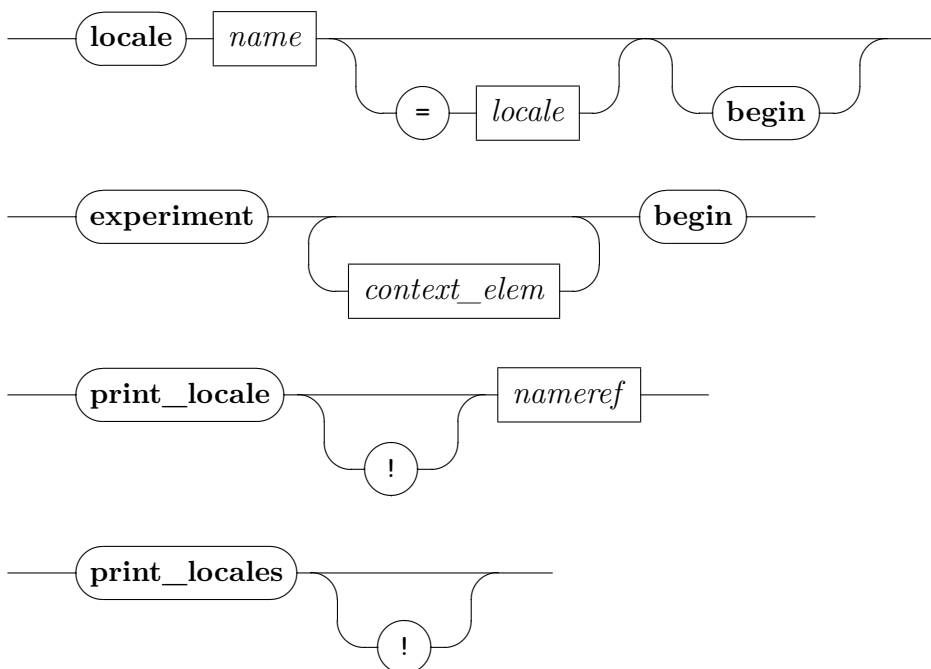 locale name
= locale begin
experiment begin
context_elem
print_locale nameref
!
print_locales
!